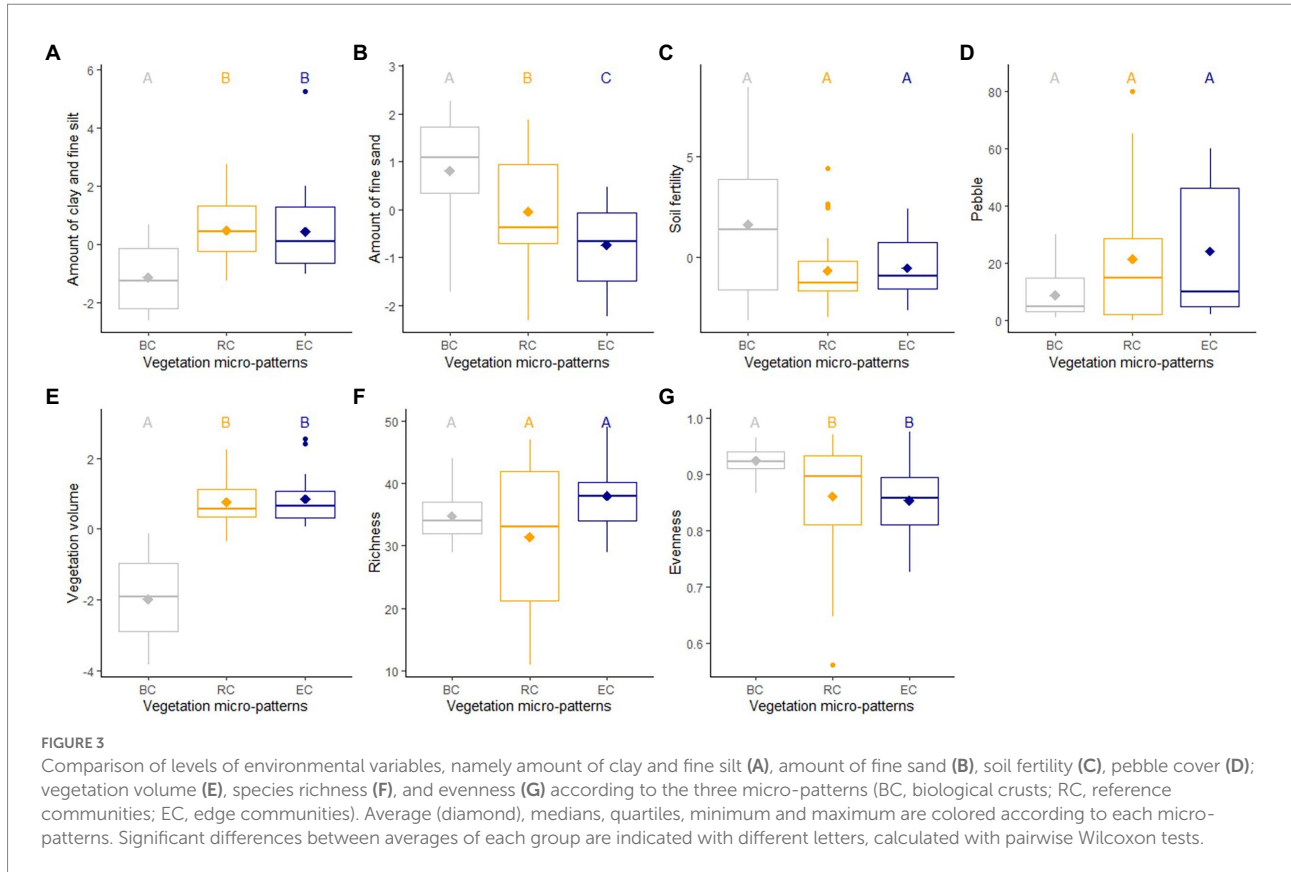 A
B
C
D
6
4
2
0
-2
Amount of clay and fine silt
A
B
B
BC
RC
EC
Vegetation micro-patterns
3
2
1
0
-1
-2
Amount of fine sand
A
B
C
BC
RC
EC
Vegetation micro-patterns
5
0
Soil fertility
A
A
A
BC
RC
EC
Vegetation micro-patterns
80
60
40
20
0
Pebble
A
A
A
BC
RC
EC
Vegetation micro-patterns
E
F
G
2
0
-2
-4
Vegetation volume
A
B
B
BC
RC
EC
Vegetation micro-patterns
50
40
30
20
10
Richness
A
A
A
BC
RC
EC
Vegetation micro-patterns
1.0
0.9
0.8
0.7
0.6
Evenness
A
B
B
BC
RC
EC
Vegetation micro-patterns
FIGURE 3
Comparison of levels of environmental variables, namely amount of clay and fine silt (A), amount of fine sand (B), soil fertility (C), pebble cover (D);
vegetation volume (E), species richness (F), and evenness (G) according to the three micro-patterns (BC, biological crusts; RC, reference
communities; EC, edge communities). Average (diamond), medians, quartiles, minimum and maximum are colored according to each micro-
patterns. Significant differences between averages of each group are indicated with different letters, calculated with pairwise Wilcoxon tests.